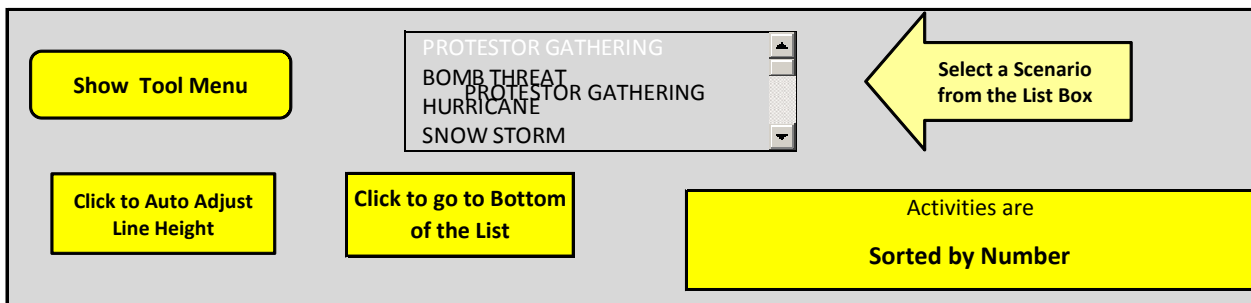 Show Tool Menu
PROTESTOR GATHERING
BOMB THREAT
PROTESTOR GATHERING
HURRICANE
SNOW STORM
Select a Scenario
from the List Box
Click to Auto Adjust
Line Height
Click to go to Bottom
of the List
Activities are
Sorted by Number